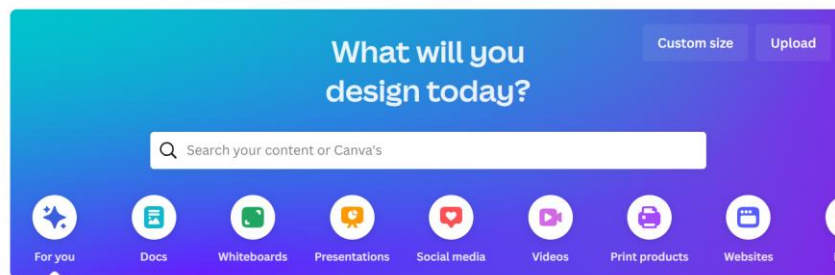 What will you
design today?
Custom size
Upload
Search your content or Canva's
For you
Docs
Whiteboards
Presentations
Social media
Videos
Print products
Websites